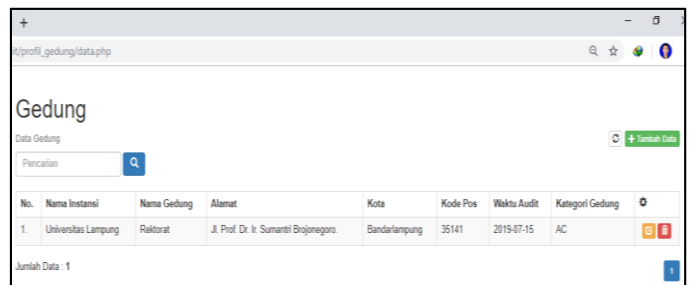 it/profil_gedung/data.php
Gedung
Data Gedung
+ Tambah Data
Pencarian
No. Nama Instansi Nama Gedung Alamat Kota Kode Pos Waktu Audit Kategori Gedung
1. Universitas Lampung Rektorat Jl. Prof. Dr. Ir. Sumantri Brojonegoro. Bandarlampung 35141 2019-07-15 AC
Jumlah Data : 1
1